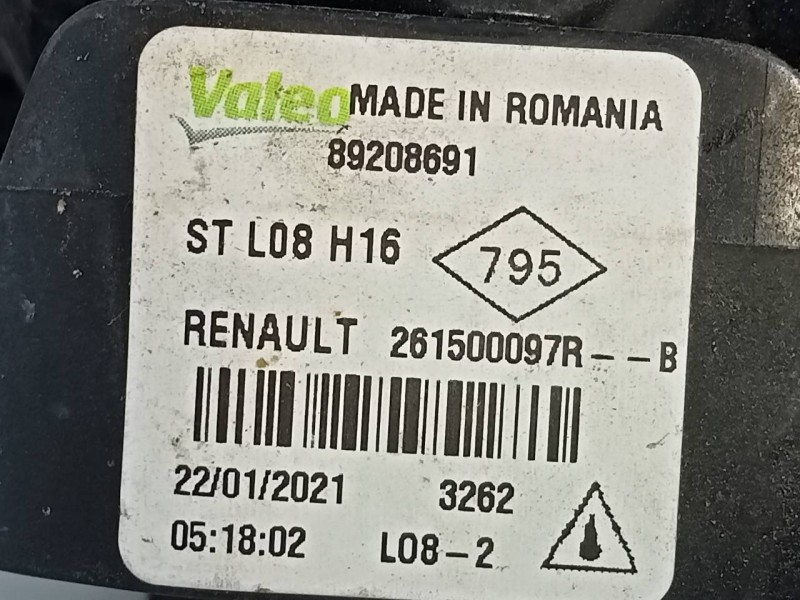 Valeo MADE IN ROMANIA
89208691
ST L08 H16 795
RENAULT 261500097R--B
22/01/2021 3262
05:18:02 L08-2